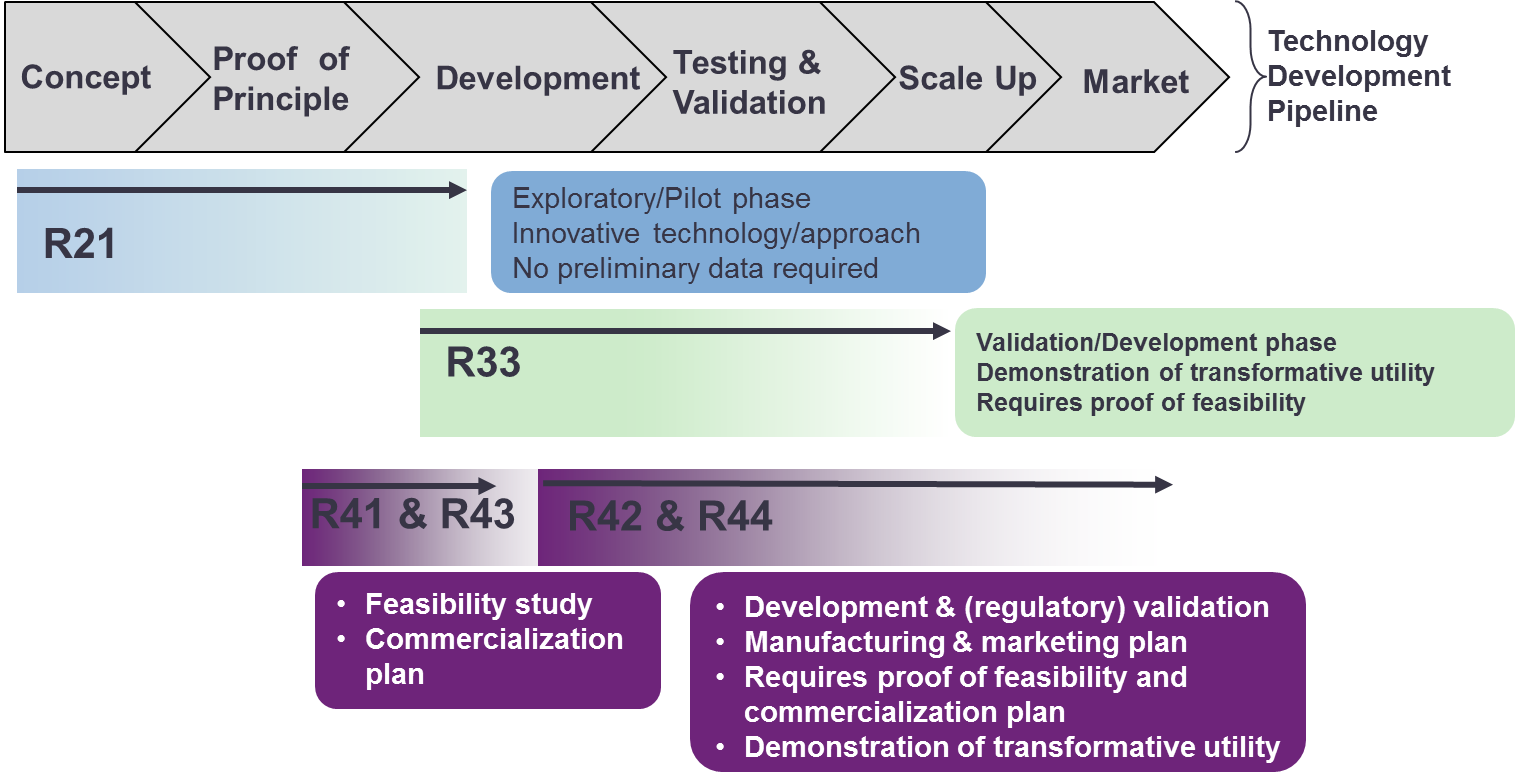 Concept
Proof of
Principle
Development
Testing &
Validation
Scale Up
Market
Technology
Development
Pipeline
R21
Exploratory/Pilot phase
Innovative technology/approach
No preliminary data required
R33
Validation/Development phase
Demonstration of transformative utility
Requires proof of feasibility
R41 & R43
R42 & R44
• Feasibility study
• Commercialization
plan
• Development & (regulatory) validation
• Manufacturing & marketing plan
• Requires proof of feasibility and
commercialization plan
• Demonstration of transformative utility